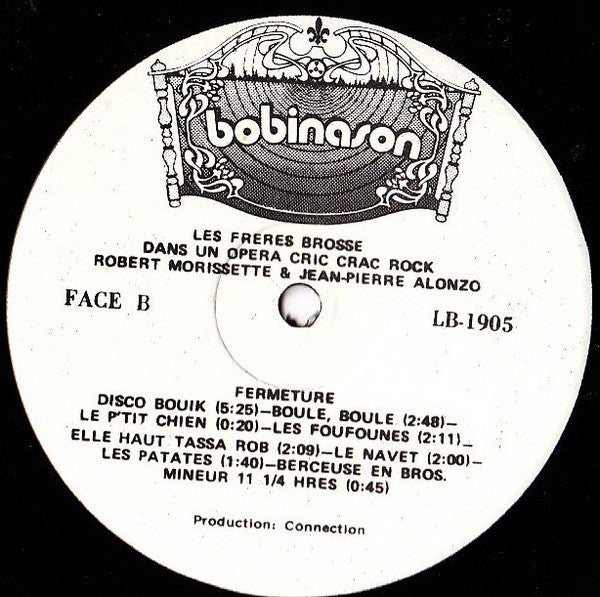 bobinason
LES FRERES BROSSE
DANS UN OPERA CRIC CRAC ROCK
ROBERT MORISSETTE & JEAN-PIERRE ALONZO
FACE B
LB-1905
FERMETURE
DISCO BOUIK (5:25)—BOULE, BOULE (2:48)—
LE P'TIT CHIEN (0:20)—LES FOUFOUNES (2:11)—
ELLE HAUT TASSA ROB (2:09)—LE NAVET (2:00)—
LES PATATES (1:40)—BERCEUSE EN BROS.
MINEUR 11 1/4 HRES (0:45)
Production: Connection